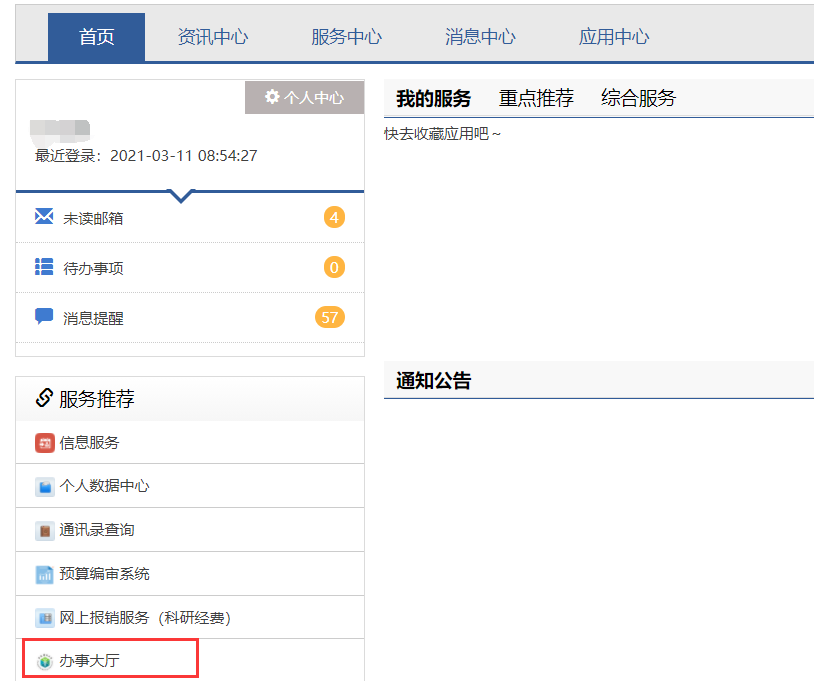 首页 资讯中心 服务中心 消息中心 应用中心
个人中心
最近登录：2021-03-11 08:54:27
未读邮箱 4
待办事项 0
消息提醒 57
服务推荐
信息服务
个人数据中心
通讯录查询
预算编审系统
网上报销服务（科研经费）
办事大厅
我的服务 重点推荐 综合服务
快去收藏应用吧～
通知公告